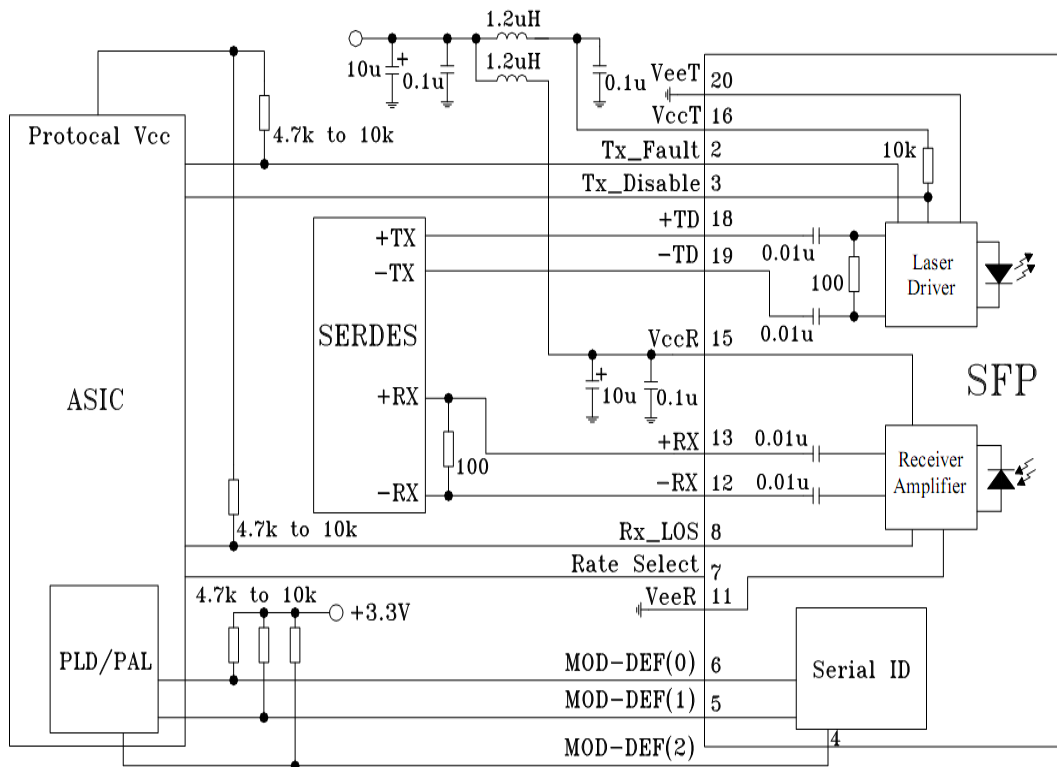 1.2uH
1.2uH
10u
+
0.1u
0.1u
VeeT 20
VccT 16
Protocal Vcc
4.7k to 10k
Tx_Fault 2
10k
Tx_Disable 3
+TD 18
+TX
-TD 19
0.01u
-TX
100
Laser
Driver
SERDES
0.01u
VccR 15
SFP
ASIC
+
10u
0.1u
+RX
+RX 13 0.01u
100
Receiver
Amplifier
-RX
-RX 12 0.01u
4.7k to 10k
Rx_LOS 8
Rate Select 7
4.7k to 10k
VeeR 11
+3.3V
PLD/PAL
MOD-DEF(0) 6
Serial ID
MOD-DEF(1) 5
MOD-DEF(2)
4